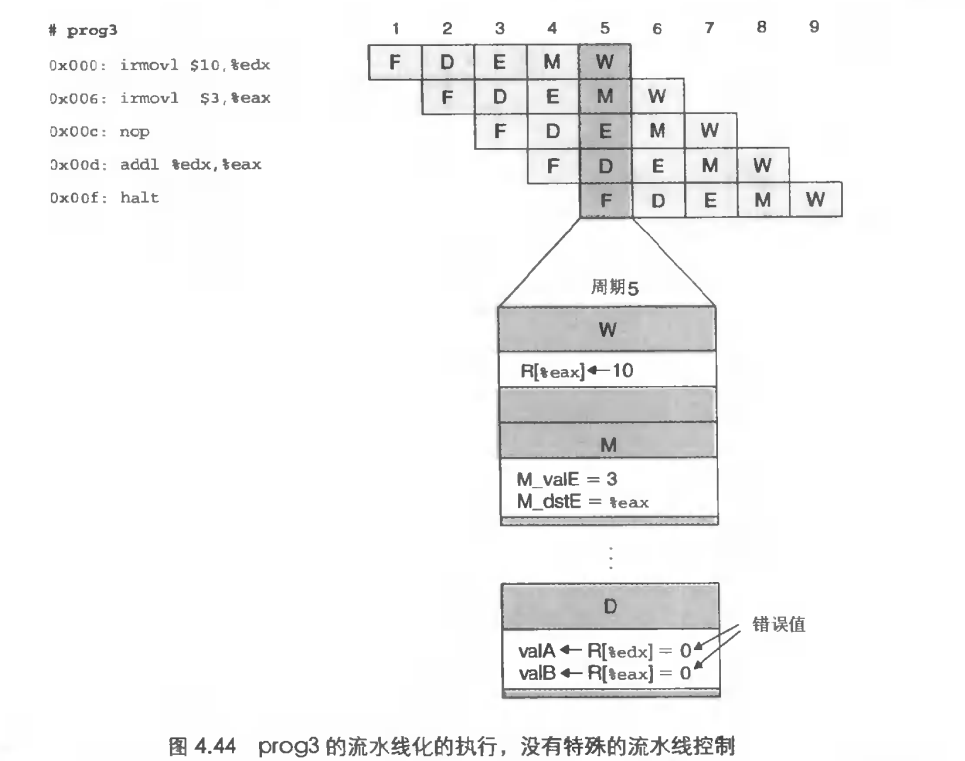 # prog3
1 2 3 4 5 6 7 8 9
0x000: irmovl $10,%edx F D E M W
0x006: irmovl $3,%eax F D E M W
0x00c: nop F D E M W
0x00d: addl %edx,%eax F D E M W
0x00f: halt F D E M W
周期5
W
R[%eax]←10
M
M_valE = 3
M_dstE = %eax
D
错误值
valA ← R[%edx] = 0
valB ← R[%eax] = 0
图 4.44 prog3 的流水线化的执行，没有特殊的流水线控制